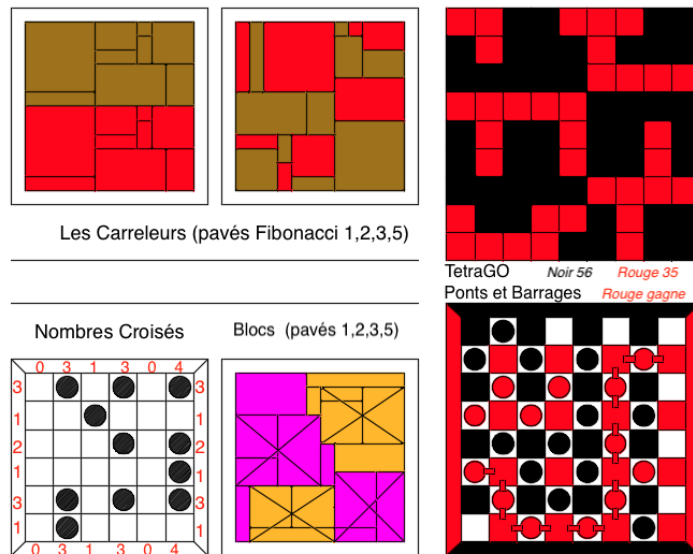 Les Carreleurs (pavés Fibonacci 1,2,3,5)
TetraGO Noir 56 Rouge 35
Ponts et Barrages Rouge gagne
Nombres Croisés
Blocs (pavés 1,2,3,5)
0 3 1 3 0 4
3 3
1 1
2 2
1 1
3 3
1 1
0 3 1 3 0 4